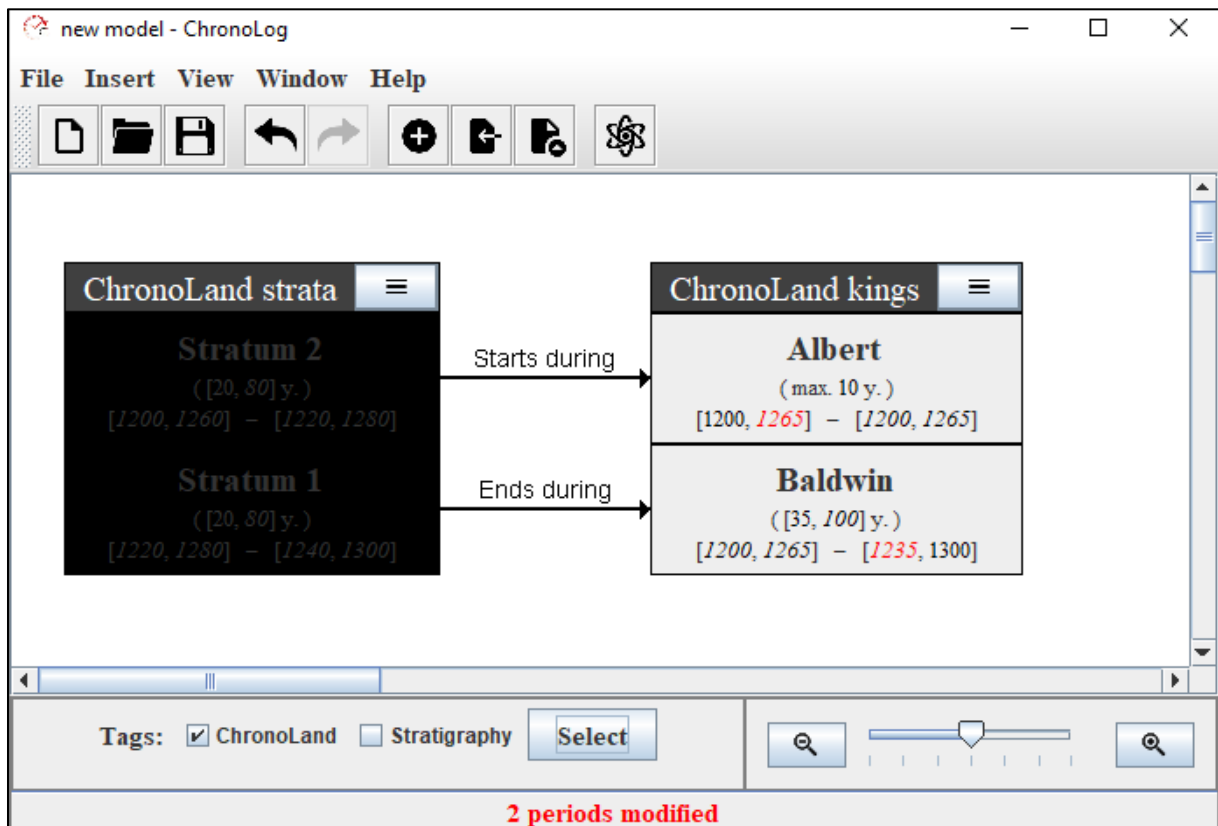 new model - ChronoLog
File Insert View Window Help
ChronoLand strata
ChronoLand kings
Stratum 2
( [20, 80] y. )
[1200, 1260] – [1220, 1280]
Starts during
Albert
( max. 10 y. )
[1200, 1265] – [1200, 1265]
Stratum 1
( [20, 80] y. )
[1220, 1280] – [1240, 1300]
Ends during
Baldwin
( [35, 100] y. )
[1200, 1265] – [1235, 1300]
Tags: ChronoLand Stratigraphy Select
2 periods modified